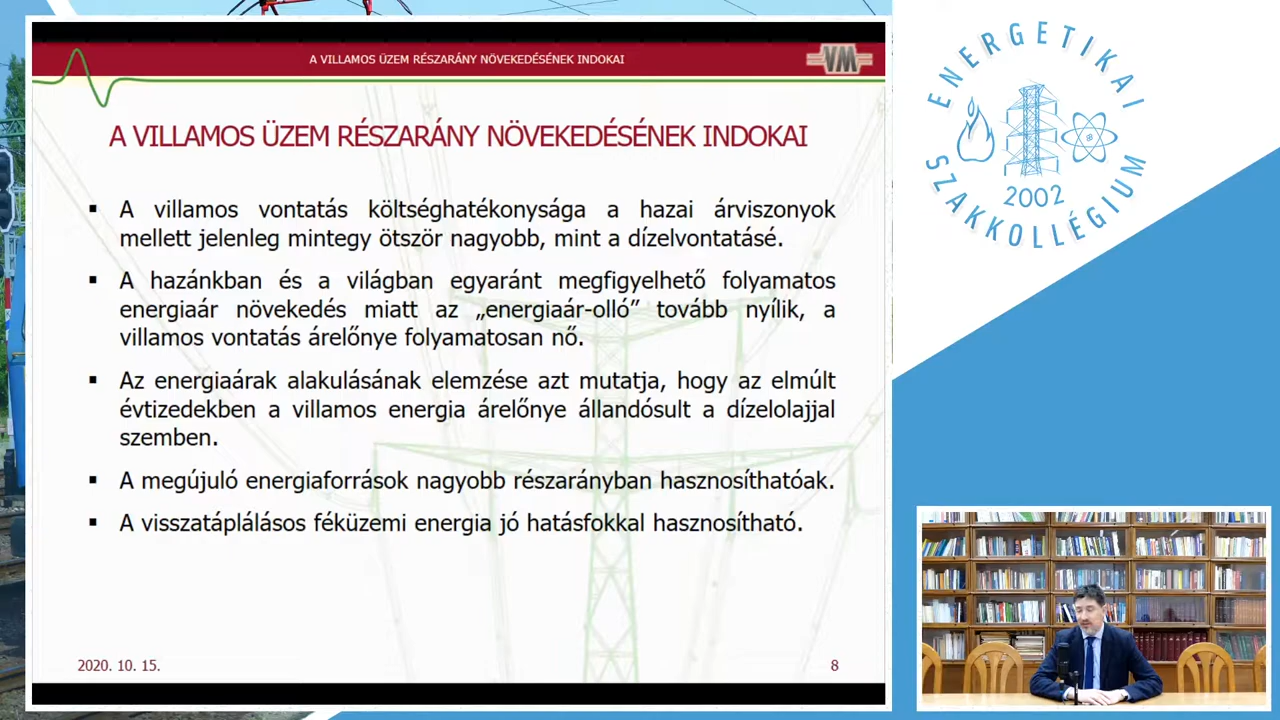 A VILLAMOS ÜZEM RÉSZARÁNY NÖVEKEDÉSÉNEK INDOKAI
VM
A VILLAMOS ÜZEM RÉSZARÁNY NÖVEKEDÉSÉNEK INDOKAI
▪ A villamos vontatás költséghatékonysága a hazai árviszonyok
mellett jelenleg mintegy ötször nagyobb, mint a dízelvontatásé.
▪ A hazánkban és a világban egyaránt megfigyelhető folyamatos
energiaár növekedés miatt az „energiaár-olló” tovább nyílik, a
villamos vontatás árelőnye folyamatosan nő.
▪ Az energiaárak alakulásának elemzése azt mutatja, hogy az elmúlt
évtizedekben a villamos energia árelőnye állandósult a dízelolajjal
szemben.
▪ A megújuló energiaforrások nagyobb részarányban hasznosíthatóak.
▪ A visszatáplálásos féküzemi energia jó hatásfokkal hasznosítható.
2020. 10. 15.
8
ENERGETIKAI
SZAKKOLLÉGIUM
2002